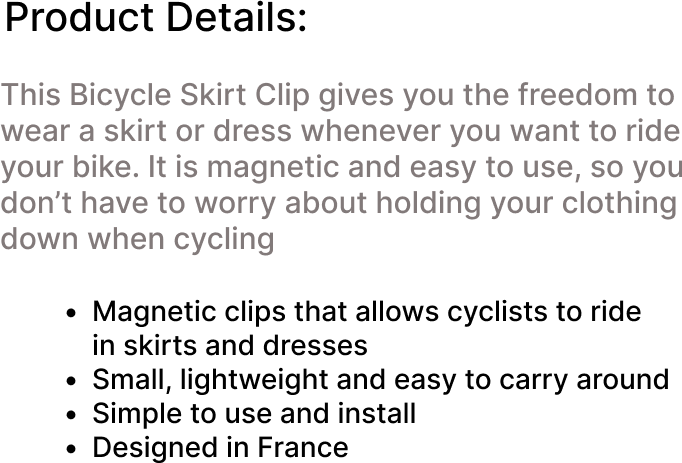 Product Details:
This Bicycle Skirt Clip gives you the freedom to
wear a skirt or dress whenever you want to ride
your bike. It is magnetic and easy to use, so you
don’t have to worry about holding your clothing
down when cycling
• Magnetic clips that allows cyclists to ride
in skirts and dresses
• Small, lightweight and easy to carry around
• Simple to use and install
• Designed in France